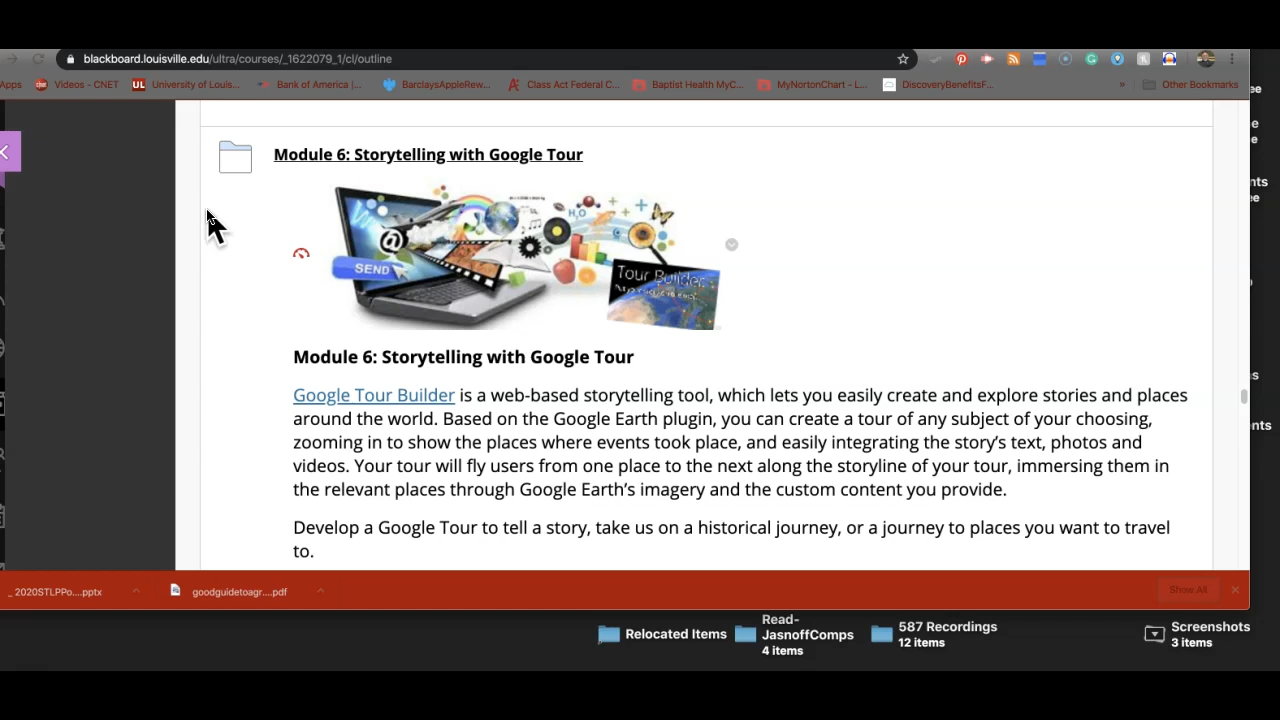 blackboard.louisville.edu/ultra/courses/_1622079_1/cl/outline
Apps Videos - CNET University of Louis... Bank of America |... BarclaysAppleRew... Class Act Federal C... Baptist Health MyC... MyNortonChart - L... DiscoveryBenefitsF... » Other Bookmarks
Module 6: Storytelling with Google Tour
@
H₂O
SEND
Tour Builder
Module 6: Storytelling with Google Tour
Google Tour Builder is a web-based storytelling tool, which lets you easily create and explore stories and places
around the world. Based on the Google Earth plugin, you can create a tour of any subject of your choosing,
zooming in to show the places where events took place, and easily integrating the story's text, photos and
videos. Your tour will fly users from one place to the next along the storyline of your tour, immersing them in
the relevant places through Google Earth's imagery and the custom content you provide.
Develop a Google Tour to tell a story, take us on a historical journey, or a journey to places you want to travel
to.
_ 2020STLPPo....pptx goodguidetoagr....pdf Show All
Relocated Items
Read-
JasnoffComps
4 items
587 Recordings
12 items
Screenshots
3 items